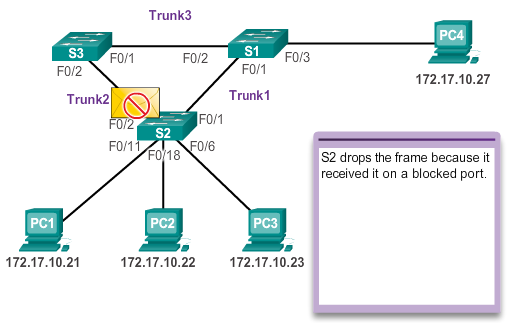 Trunk3
S3
F0/1
F0/2
S1
F0/3
PC4
F0/2
F0/1
172.17.10.27
Trunk2
Trunk1
F0/2
F0/1
S2
F0/11
F0/18
F0/6
S2 drops the frame because it
received it on a blocked port.
PC1
PC2
PC3
172.17.10.21
172.17.10.22
172.17.10.23